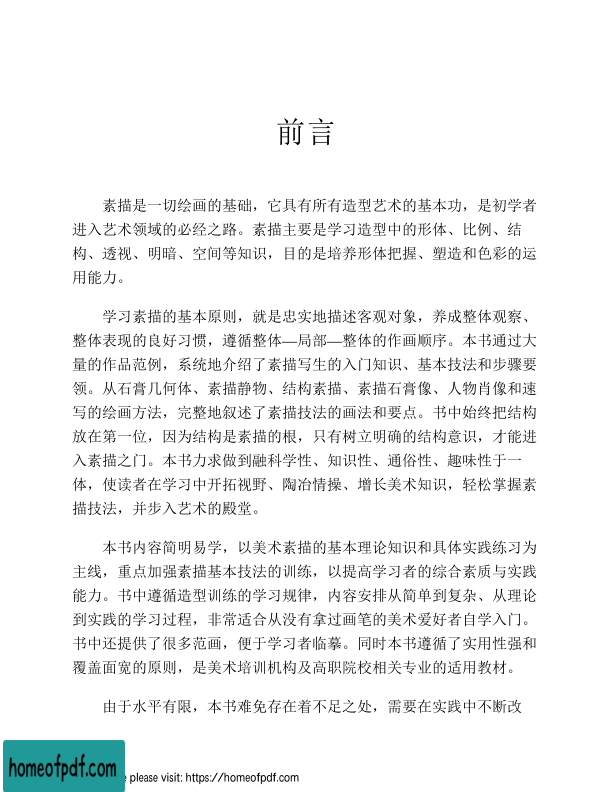 前言
素描是一切绘画的基础，它具有所有造型艺术的基本功，是初学者
进入艺术领域的必经之路。素描主要是学习造型中的形体、比例、结
构、透视、明暗、空间等知识，目的是培养形体把握、塑造和色彩的运
用能力。
学习素描的基本原则，就是忠实地描述客观对象，养成整体观察、
整体表现的良好习惯，遵循整体—局部—整体的作画顺序。本书通过大
量的作品范例，系统地介绍了素描写生的入门知识、基本技法和步骤要
领。从石膏几何体、素描静物、结构素描、素描石膏像、人物肖像和速
写的绘画方法，完整地叙述了素描技法的画法和要点。书中始终把结构
放在第一位，因为结构是素描的根，只有树立明确的结构意识，才能进
入素描之门。本书力求做到融科学性、知识性、通俗性、趣味性于一
体，使读者在学习中开拓视野、陶冶情操、增长美术知识，轻松掌握素
描技法，并步入艺术的殿堂。
本书内容简明易学，以美术素描的基本理论知识和具体实践练习为
主线，重点加强素描基本技法的训练，以提高学习者的综合素质与实践
能力。书中遵循造型训练的学习规律，内容安排从简单到复杂、从理论
到实践的学习过程，非常适合从没有拿过画笔的美术爱好者自学入门。
书中还提供了很多范画，便于学习者临摹。同时本书遵循了实用性强和
覆盖面宽的原则，是美术培训机构及高职院校相关专业的适用教材。
由于水平有限，本书难免存在着不足之处，需要在实践中不断改
homeofpdf.com
e please visit: https://homeofpdf.com